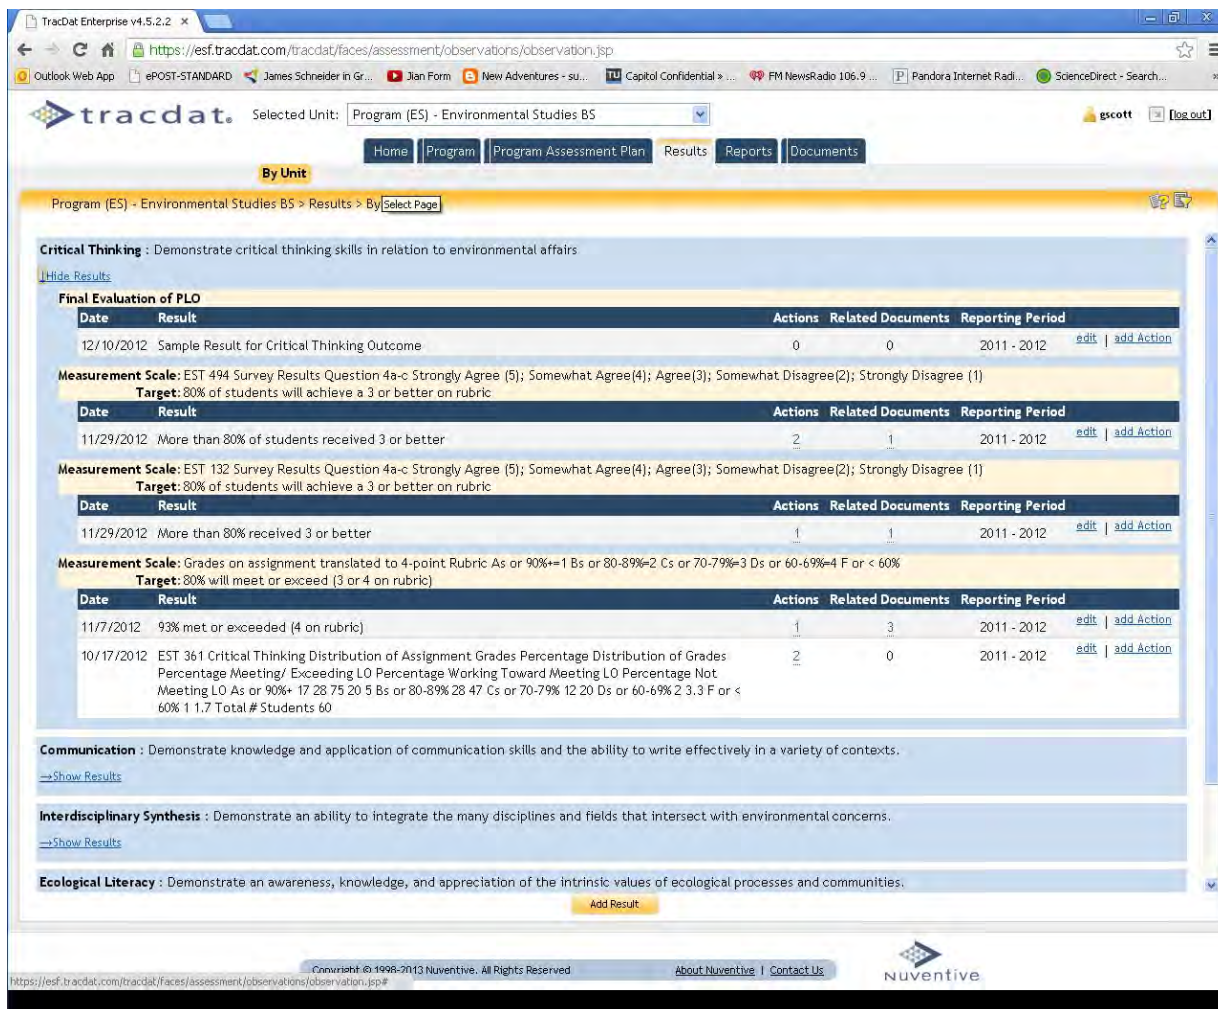 TracDat Enterprise v4.5.2.2
https://esf.tracdat.com/tracdat/faces/assessment/observations/observation.jsp
Outlook Web App ePOST-STANDARD James Schneider in Gr... Jian Form New Adventures - su... TU Capitol Confidential » ... FM NewsRadio 106.9 ... Pandora Internet Radi... ScienceDirect - Search...
tracdat. Selected Unit: Program (ES) - Environmental Studies BS gscott [log out]
Home Program Program Assessment Plan Results Reports Documents
By Unit
Program (ES) - Environmental Studies BS > Results > By Select Page
Critical Thinking : Demonstrate critical thinking skills in relation to environmental affairs
Hide Results
Final Evaluation of PLO
Date Result Actions Related Documents Reporting Period
12/10/2012 Sample Result for Critical Thinking Outcome 0 0 2011 - 2012 edit | add Action
Measurement Scale: EST 494 Survey Results Question 4a-c Strongly Agree (5); Somewhat Agree(4); Agree(3); Somewhat Disagree(2); Strongly Disagree (1)
Target: 80% of students will achieve a 3 or better on rubric
Date Result Actions Related Documents Reporting Period
11/29/2012 More than 80% of students received 3 or better 2 1 2011 - 2012 edit | add Action
Measurement Scale: EST 132 Survey Results Question 4a-c Strongly Agree (5); Somewhat Agree(4); Agree(3); Somewhat Disagree(2); Strongly Disagree (1)
Target: 80% of students will achieve a 3 or better on rubric
Date Result Actions Related Documents Reporting Period
11/29/2012 More than 80% received 3 or better 1 1 2011 - 2012 edit | add Action
Measurement Scale: Grades on assignment translated to 4-point Rubric As or 90%+=1 Bs or 80-89%=2 Cs or 70-79%=3 Ds or 60-69%=4 F or < 60%
Target: 80% will meet or exceed (3 or 4 on rubric)
Date Result Actions Related Documents Reporting Period
11/7/2012 93% met or exceeded (4 on rubric) 1 3 2011 - 2012 edit | add Action
10/17/2012 EST 361 Critical Thinking Distribution of Assignment Grades Percentage Distribution of Grades 2 0 2011 - 2012 edit | add Action
Percentage Meeting/ Exceeding LO Percentage Working Toward Meeting LO Percentage Not
Meeting LO As or 90%+ 17 28 75 20 5 Bs or 80-89% 28 47 Cs or 70-79% 12 20 Ds or 60-69% 2 3.3 F or <
60% 1 1.7 Total # Students 60
Communication : Demonstrate knowledge and application of communication skills and the ability to write effectively in a variety of contexts.
→Show Results
Interdisciplinary Synthesis : Demonstrate an ability to integrate the many disciplines and fields that intersect with environmental concerns.
→Show Results
Ecological Literacy : Demonstrate an awareness, knowledge, and appreciation of the intrinsic values of ecological processes and communities.
Add Result
Copyright © 1998-2013 Nuventive. All Rights Reserved About Nuventive | Contact Us
nuventive
https://esf.tracdat.com/tracdat/faces/assessment/observations/observation.jsp#